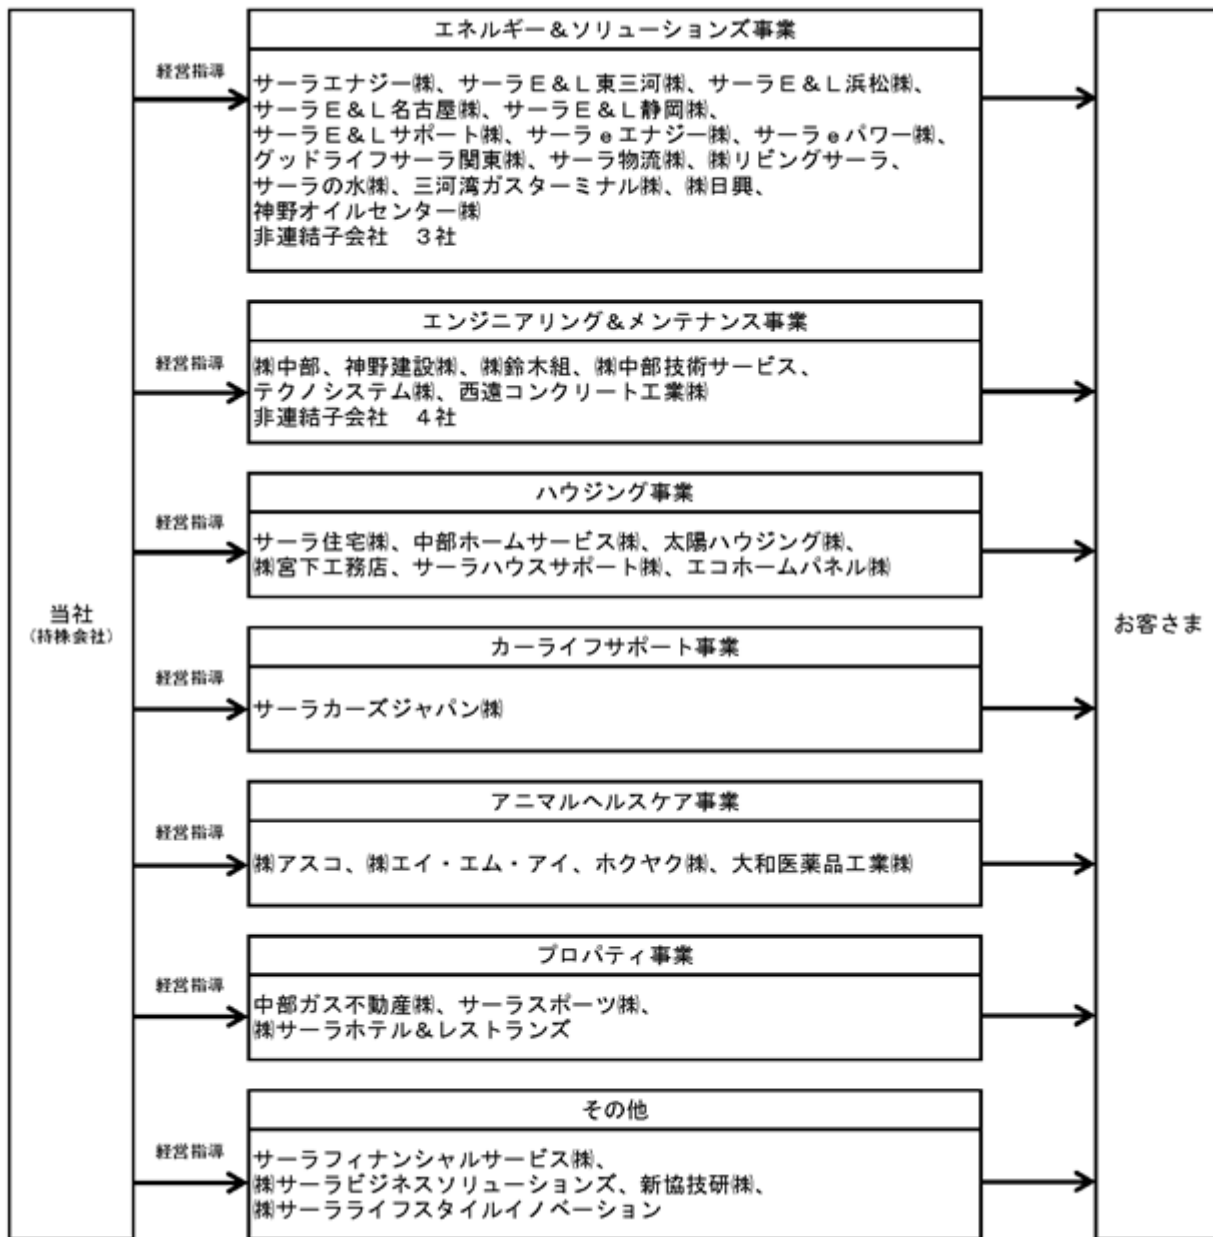 当社
(持株会社)
経営指導
エネルギー&ソリューションズ事業
サーラエナジー㈱、サーラE&L東三河㈱、サーラE&L浜松㈱、
サーラE&L名古屋㈱、サーラE&L静岡㈱、
サーラE&Lサポート㈱、サーラeエナジー㈱、サーラeパワー㈱、
グッドライフサーラ関東㈱、サーラ物流㈱、㈱リビングサーラ、
サーラの水㈱、三河湾ガスターミナル㈱、㈱日興、
神野オイルセンター㈱
非連結子会社 3社
経営指導
エンジニアリング&メンテナンス事業
㈱中部、神野建設㈱、㈱鈴木組、㈱中部技術サービス、
テクノシステム㈱、西遠コンクリート工業㈱
非連結子会社 4社
経営指導
ハウジング事業
サーラ住宅㈱、中部ホームサービス㈱、太陽ハウジング㈱、
㈱宮下工務店、サーラハウスサポート㈱、エコホームパネル㈱
経営指導
カーライフサポート事業
サーラカーズジャパン㈱
経営指導
アニマルヘルスケア事業
㈱アスコ、㈱エイ・エム・アイ、ホクヤク㈱、大和医薬品工業㈱
経営指導
プロパティ事業
中部ガス不動産㈱、サーラスポーツ㈱、
㈱サーラホテル&レストランズ
経営指導
その他
サーラフィナンシャルサービス㈱、
㈱サーラビジネスソリューションズ、新協技研㈱、
㈱サーラライフスタイルイノベーション
お客さま